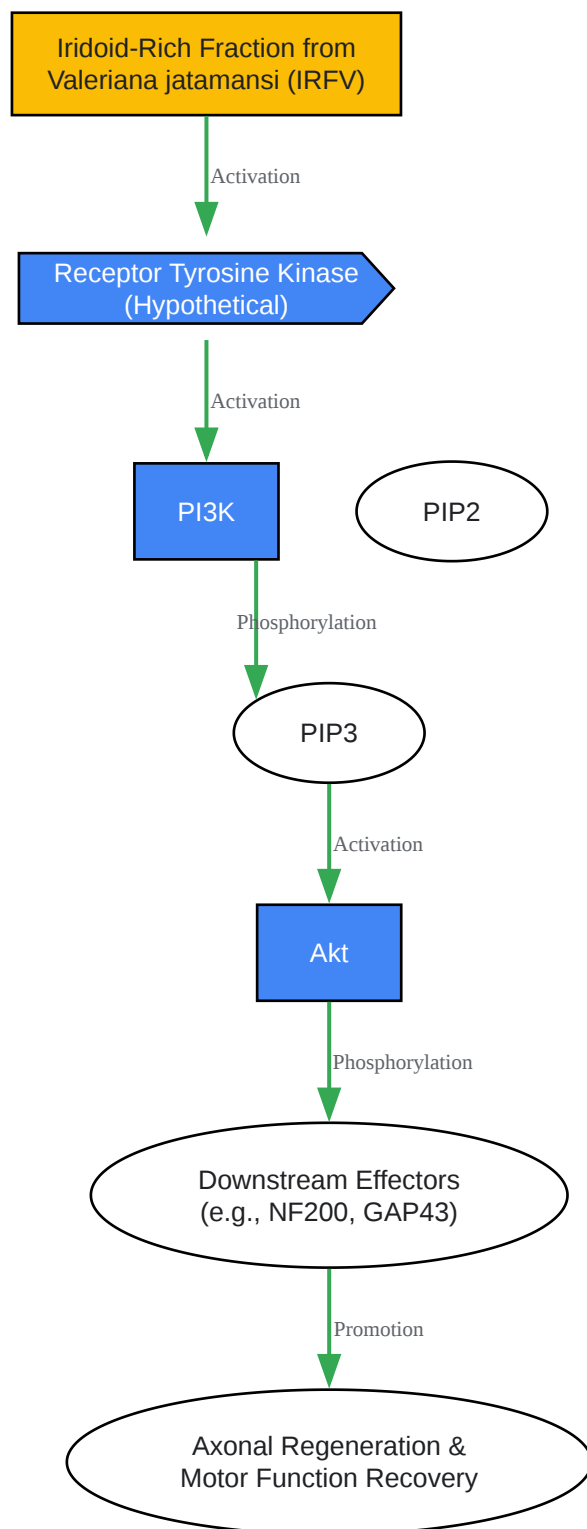 Iridoid-Rich Fraction from
Valeriana jatamansi (IRFV)
Activation
Receptor Tyrosine Kinase
(Hypothetical)
Activation
PI3K
PIP2
Phosphorylation
PIP3
Activation
Akt
Phosphorylation
Downstream Effectors
(e.g., NF200, GAP43)
Promotion
Axonal Regeneration &
Motor Function Recovery